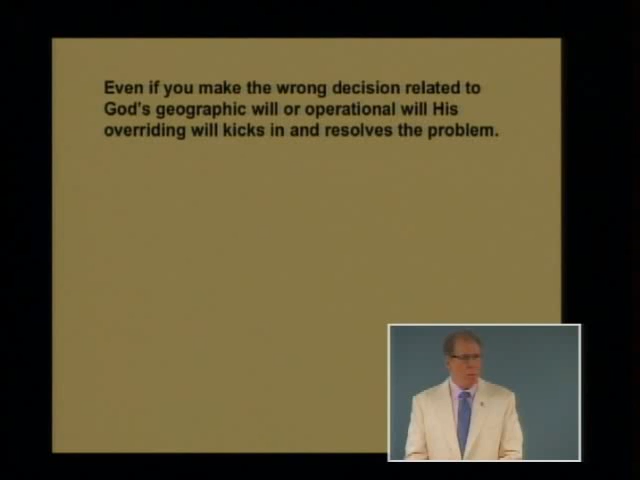 Even if you make the wrong decision related to
God's geographic will or operational will His
overriding will kicks in and resolves the problem.